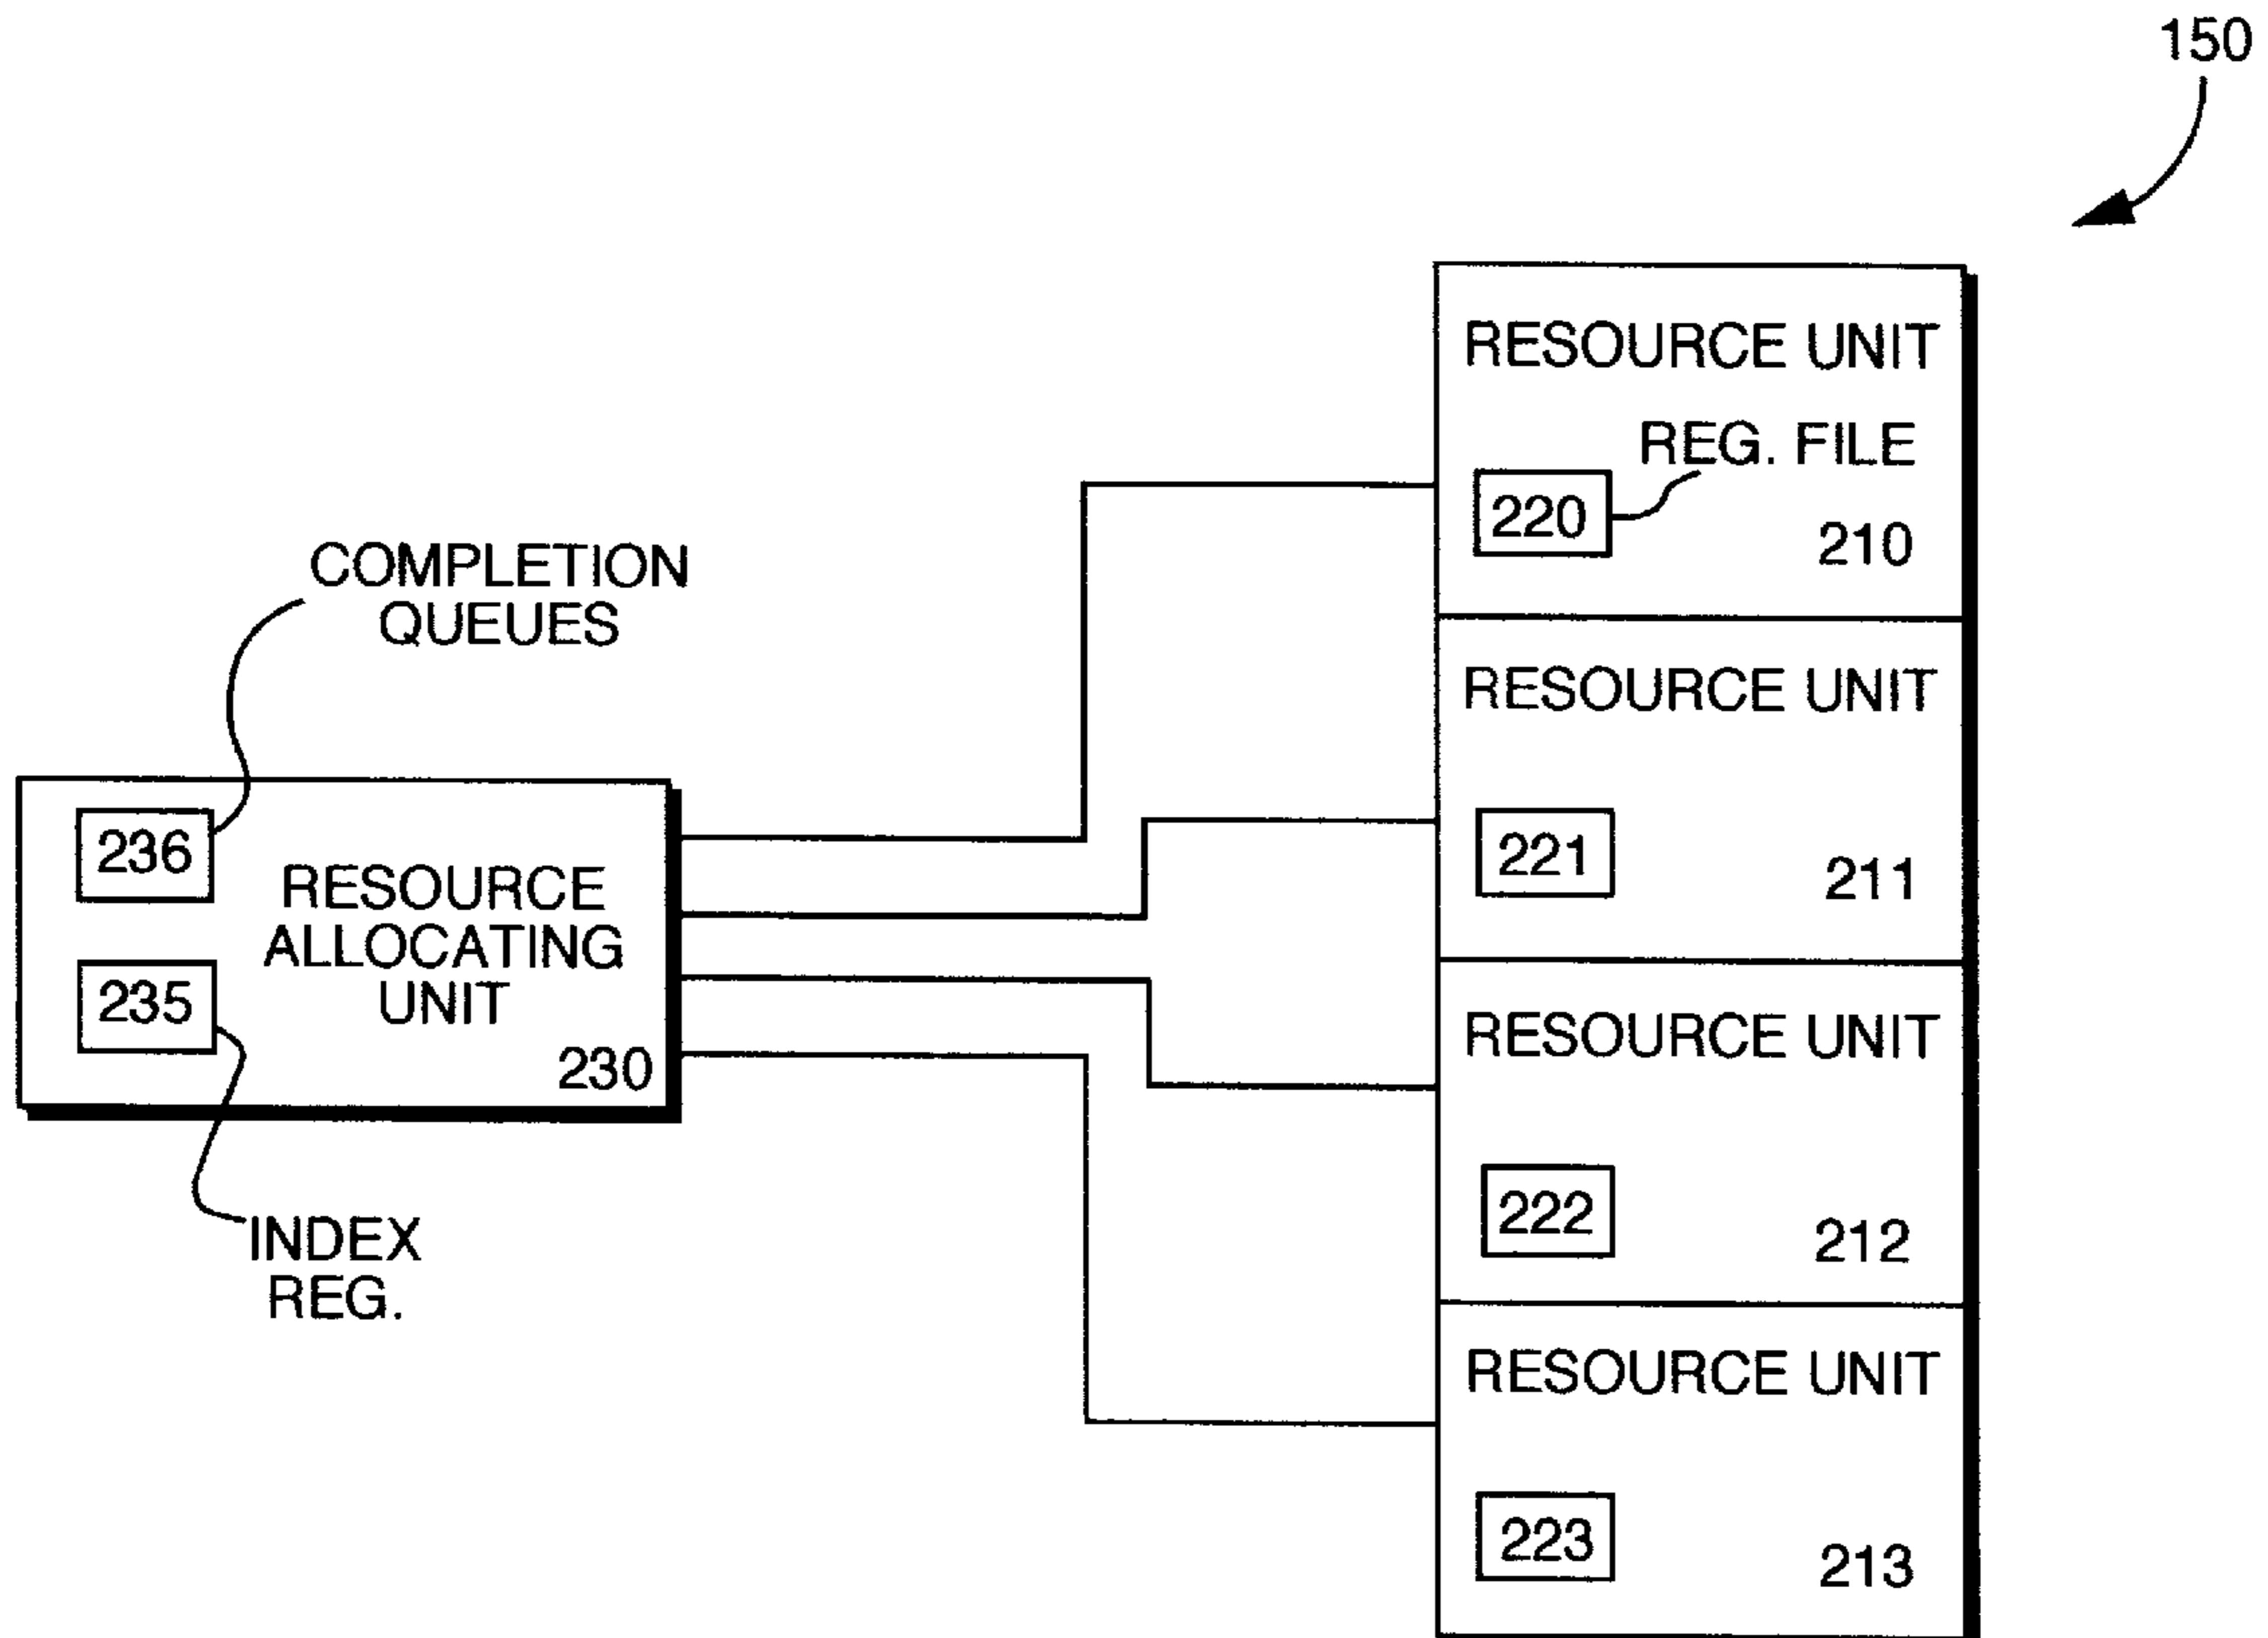 150
RESOURCE UNIT
REG. FILE
220
210
COMPLETION
QUEUES
RESOURCE UNIT
221
211
236
RESOURCE
ALLOCATING
UNIT
235
230
RESOURCE UNIT
222
212
INDEX
REG.
RESOURCE UNIT
223
213